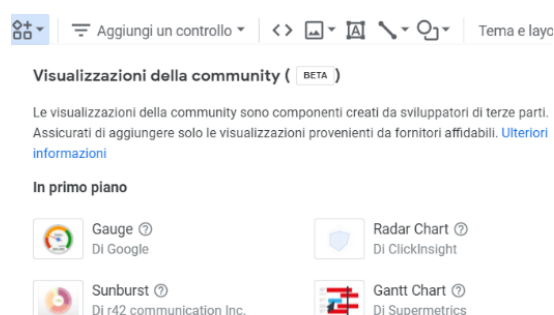 Aggiungi un controllo
Tema e layo
Visualizzazioni della community ( BETA )
Le visualizzazioni della community sono componenti creati da sviluppatori di terze parti.
Assicurati di aggiungere solo le visualizzazioni provenienti da fornitori affidabili. Ulteriori
informazioni
In primo piano
Gauge
Di Google
Radar Chart
Di ClickInsight
Sunburst
Di r42 communication Inc.
Gantt Chart
Di Supermetrics